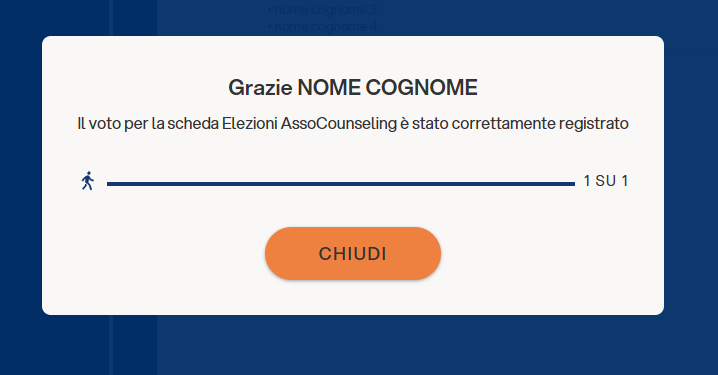 • nome cognome 3
• nome cognome 4
Grazie NOME COGNOME
Il voto per la scheda Elezioni AssoCounseling è stato correttamente registrato
1 SU 1
CHIUDI